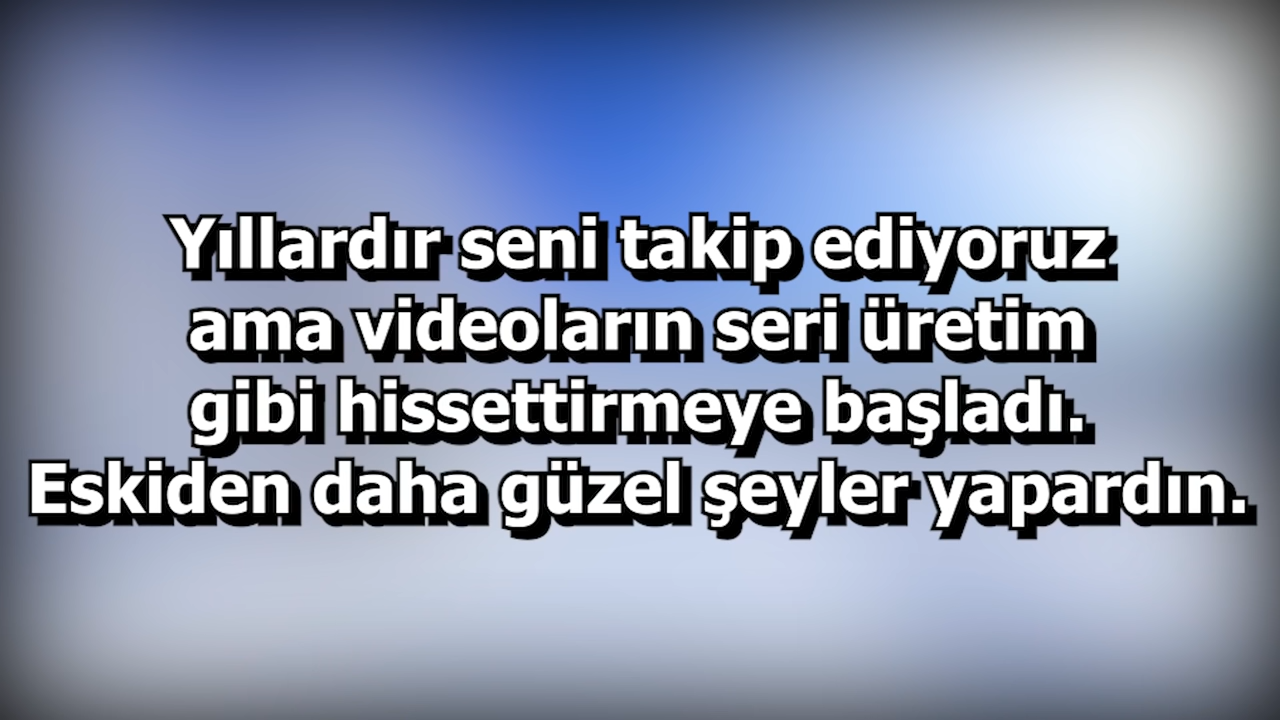 Yıllardır seni takip ediyoruz
ama videoların seri üretim
gibi hissettirmeye başladı.
Eskiden daha güzel şeyler yapardın.